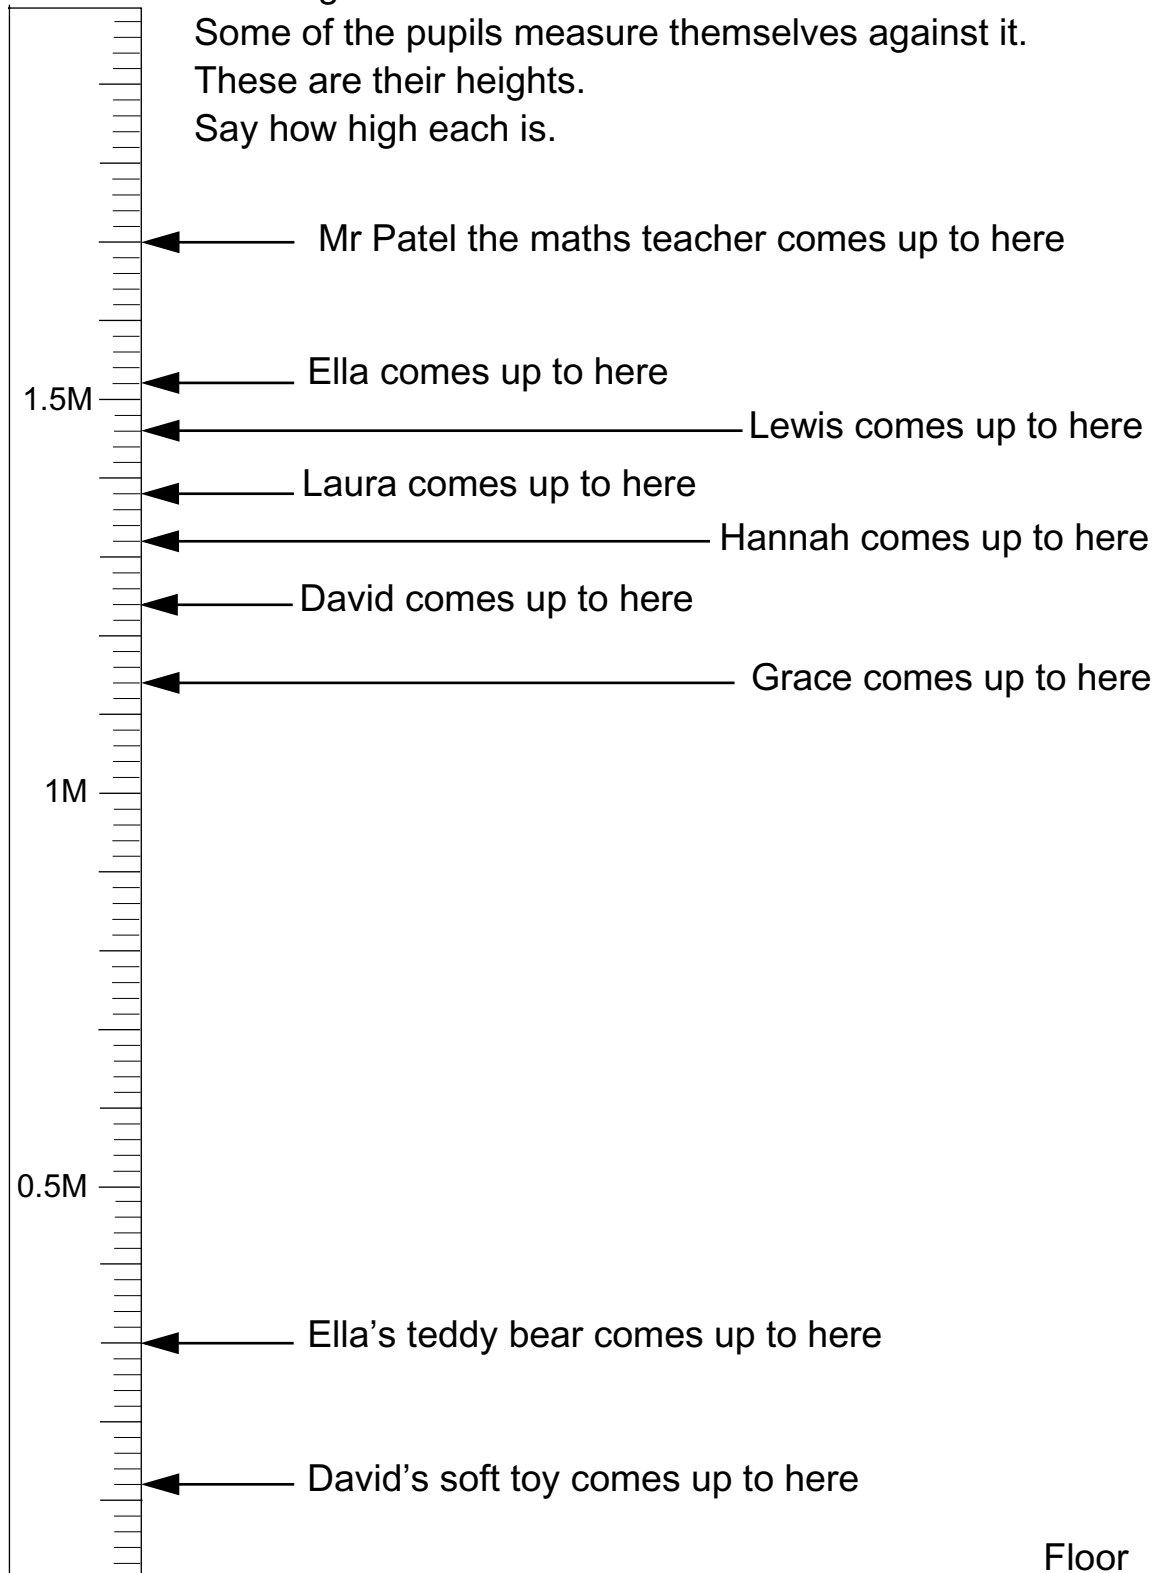 Some of the pupils measure themselves against it.
These are their heights.
Say how high each is.
Mr Patel the maths teacher comes up to here
Ella comes up to here
1.5M
Lewis comes up to here
Laura comes up to here
Hannah comes up to here
David comes up to here
Grace comes up to here
1M
0.5M
Ella’s teddy bear comes up to here
David’s soft toy comes up to here
Floor